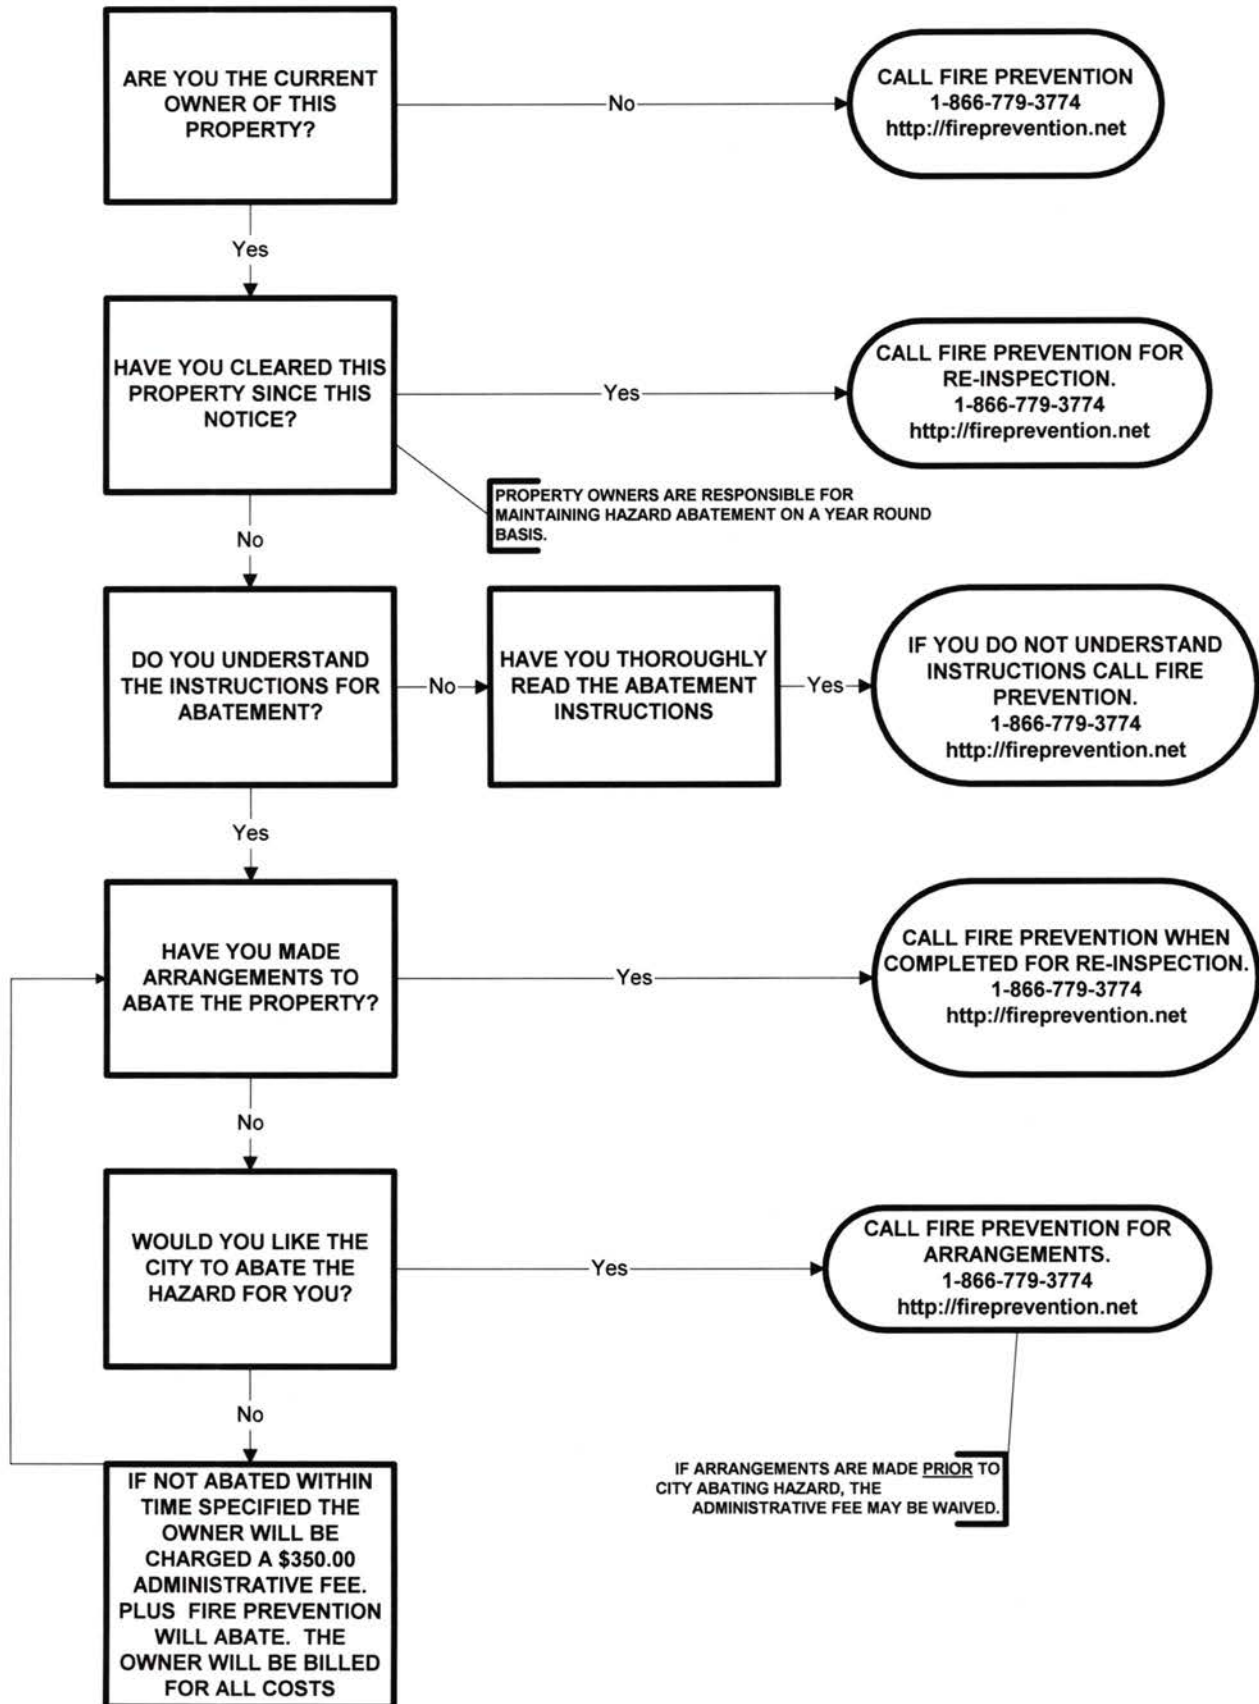 ARE YOU THE CURRENT
OWNER OF THIS
PROPERTY?
No
CALL FIRE PREVENTION
1-866-779-3774
http://fireprevention.net
Yes
HAVE YOU CLEARED THIS
PROPERTY SINCE THIS
NOTICE?
Yes
CALL FIRE PREVENTION FOR
RE-INSPECTION.
1-866-779-3774
http://fireprevention.net
PROPERTY OWNERS ARE RESPONSIBLE FOR
MAINTAINING HAZARD ABATEMENT ON A YEAR ROUND
BASIS.
No
DO YOU UNDERSTAND
THE INSTRUCTIONS FOR
ABATEMENT?
No
HAVE YOU THOROUGHLY
READ THE ABATEMENT
INSTRUCTIONS
Yes
IF YOU DO NOT UNDERSTAND
INSTRUCTIONS CALL FIRE
PREVENTION.
1-866-779-3774
http://fireprevention.net
Yes
HAVE YOU MADE
ARRANGEMENTS TO
ABATE THE PROPERTY?
Yes
CALL FIRE PREVENTION WHEN
COMPLETED FOR RE-INSPECTION.
1-866-779-3774
http://fireprevention.net
No
WOULD YOU LIKE THE
CITY TO ABATE THE
HAZARD FOR YOU?
Yes
CALL FIRE PREVENTION FOR
ARRANGEMENTS.
1-866-779-3774
http://fireprevention.net
No
IF ARRANGEMENTS ARE MADE PRIOR TO
CITY ABATING HAZARD, THE
ADMINISTRATIVE FEE MAY BE WAIVED.
IF NOT ABATED WITHIN
TIME SPECIFIED THE
OWNER WILL BE
CHARGED A $350.00
ADMINISTRATIVE FEE.
PLUS  FIRE PREVENTION
WILL ABATE.  THE
OWNER WILL BE BILLED
FOR ALL COSTS